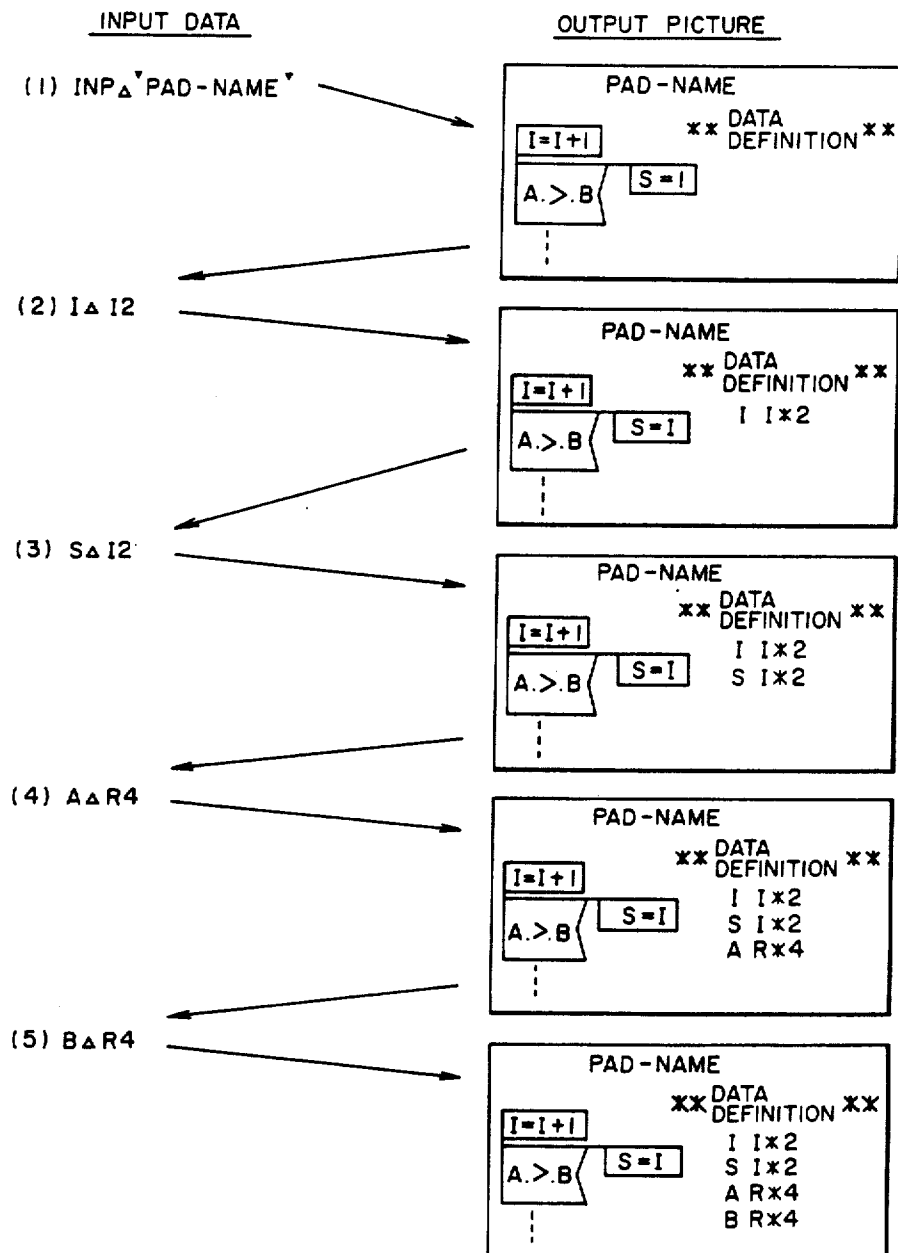 INPUT DATA
OUTPUT PICTURE
(1) INP△"PAD-NAME"
PAD-NAME
** DATA DEFINITION **
I=I+1
A.>.B
S=I
(2) I△I2
PAD-NAME
** DATA DEFINITION **
I I*2
I=I+1
A.>.B
S=I
(3) S△I2
PAD-NAME
** DATA DEFINITION **
I I*2
S I*2
I=I+1
A.>.B
S=I
(4) A△R4
PAD-NAME
** DATA DEFINITION **
I I*2
S I*2
A R*4
I=I+1
A.>.B
S=I
(5) B△R4
PAD-NAME
** DATA DEFINITION **
I I*2
S I*2
A R*4
B R*4
I=I+1
A.>.B
S=I